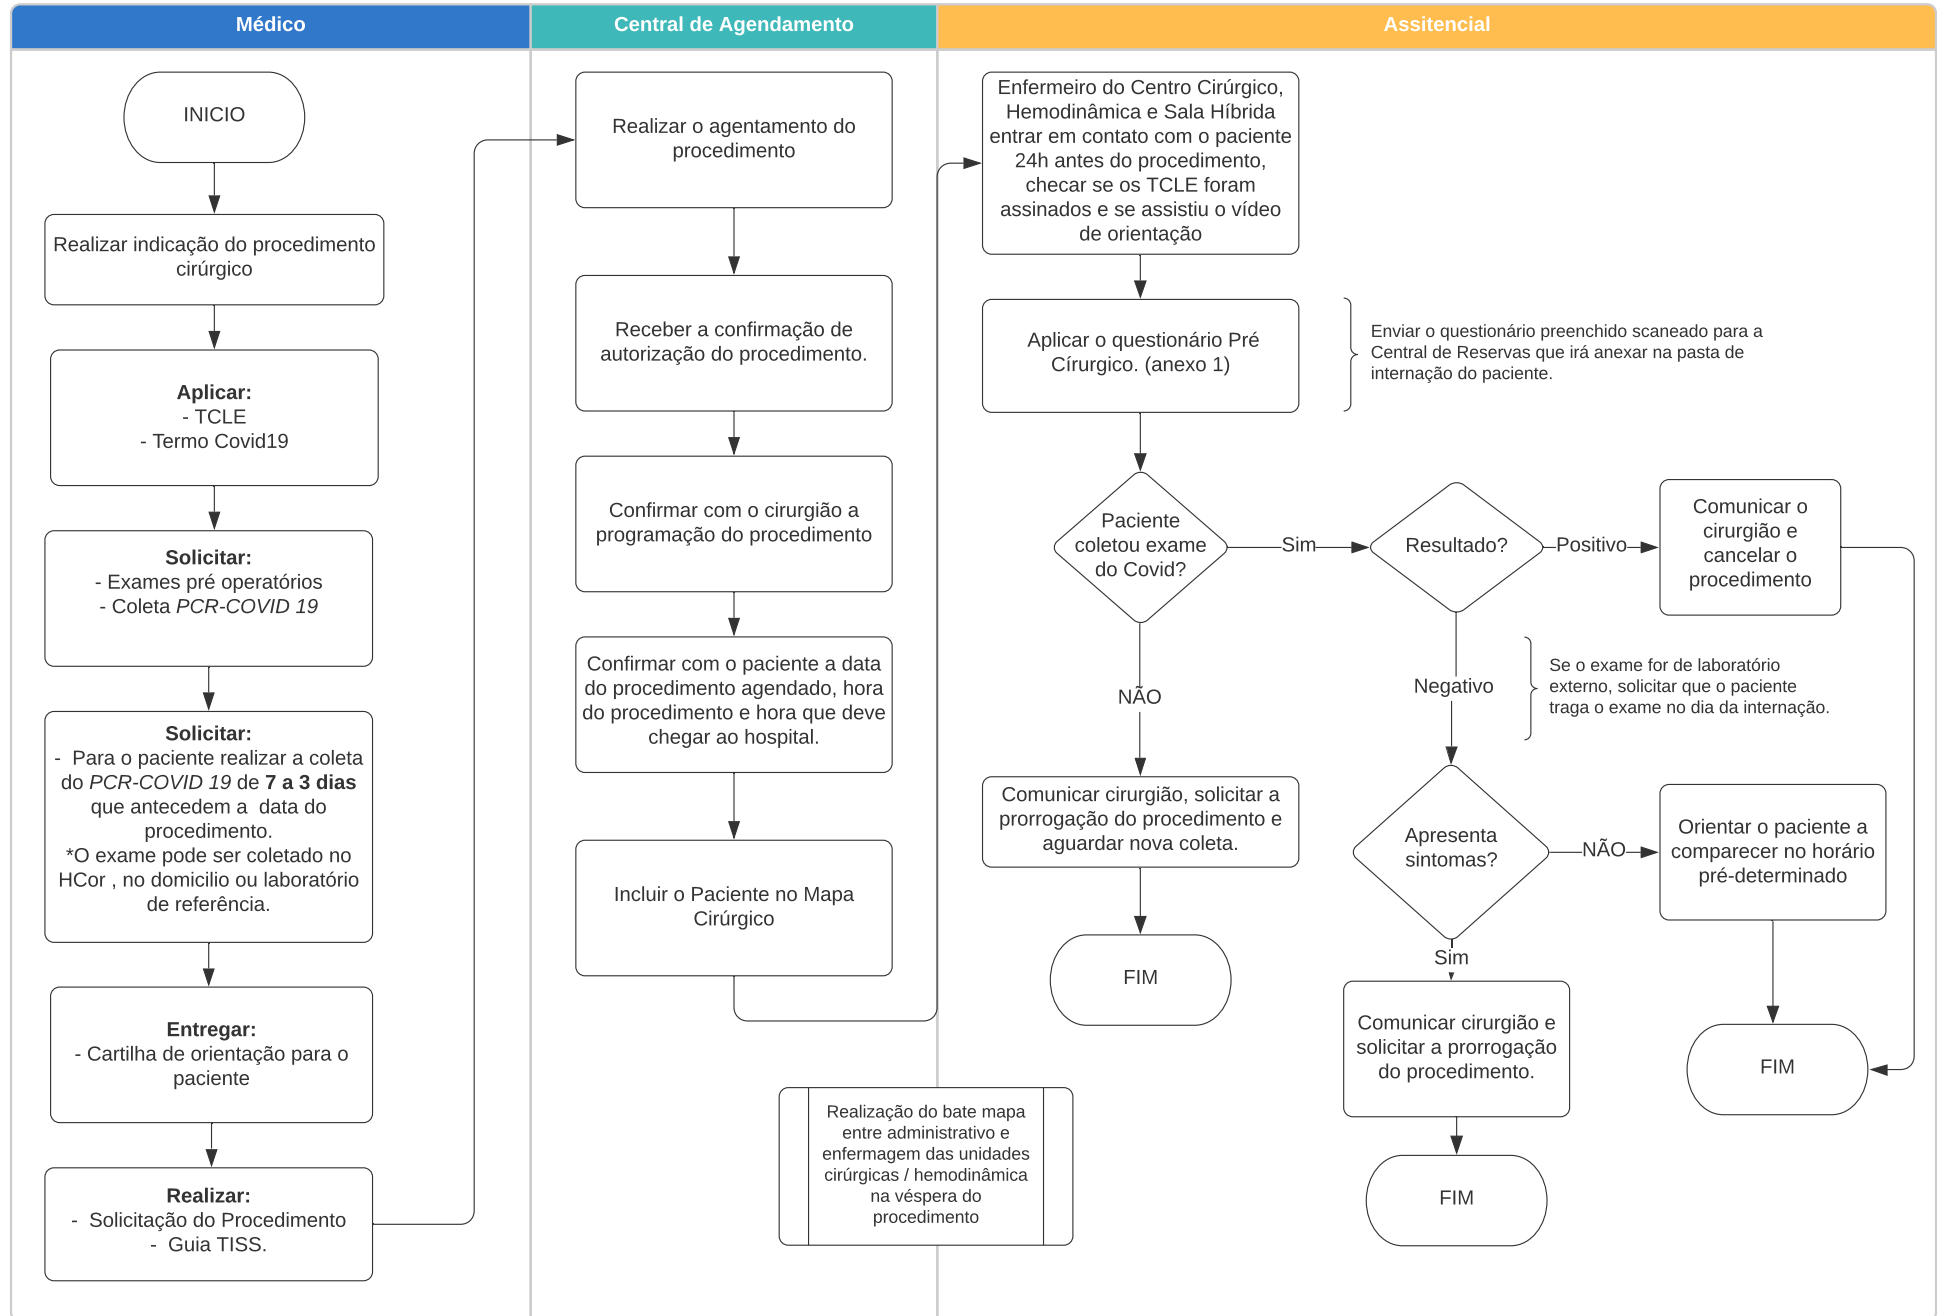 Médico
Central de Agendamento
Assitencial
INICIO
Realizar indicação do procedimento
cirúrgico
Aplicar:
- TCLE
- Termo Covid19
Solicitar:
- Exames pré operatórios
- Coleta PCR-COVID 19
Solicitar:
- Para o paciente realizar a coleta
do PCR-COVID 19 de 7 a 3 dias
que antecedem a data do
procedimento.
*O exame pode ser coletado no
HCor , no domicilio ou laboratório
de referência.
Entregar:
- Cartilha de orientação para o
paciente
Realizar:
- Solicitação do Procedimento
- Guia TISS.
Realizar o agentamento do
procedimento
Receber a confirmação de
autorização do procedimento.
Confirmar com o cirurgião a
programação do procedimento
Confirmar com o paciente a data
do procedimento agendado, hora
do procedimento e hora que deve
chegar ao hospital.
Incluir o Paciente no Mapa
Cirúrgico
Realização do bate mapa
entre administrativo e
enfermagem das unidades
cirúrgicas / hemodinâmica
na véspera do
procedimento
Enfermeiro do Centro Cirúrgico,
Hemodinâmica e Sala Híbrida
entrar em contato com o paciente
24h antes do procedimento,
checar se os TCLE foram
assinados e se assistiu o vídeo
de orientação
Aplicar o questionário Pré
Círurgico. (anexo 1)
Enviar o questionário preenchido scaneado para a
Central de Reservas que irá anexar na pasta de
internação do paciente.
Paciente
coletou exame
do Covid?
Sim
Resultado?
Positivo
Comunicar o
cirurgião e
cancelar o
procedimento
NÃO
Negativo
Se o exame for de laboratório
externo, solicitar que o paciente
traga o exame no dia da internação.
Comunicar cirurgião, solicitar a
prorrogação do procedimento e
aguardar nova coleta.
FIM
Apresenta
sintomas?
NÃO
Orientar o paciente a
comparecer no horário
pré-determinado
Sim
Comunicar cirurgião e
solicitar a prorrogação
do procedimento.
FIM
FIM